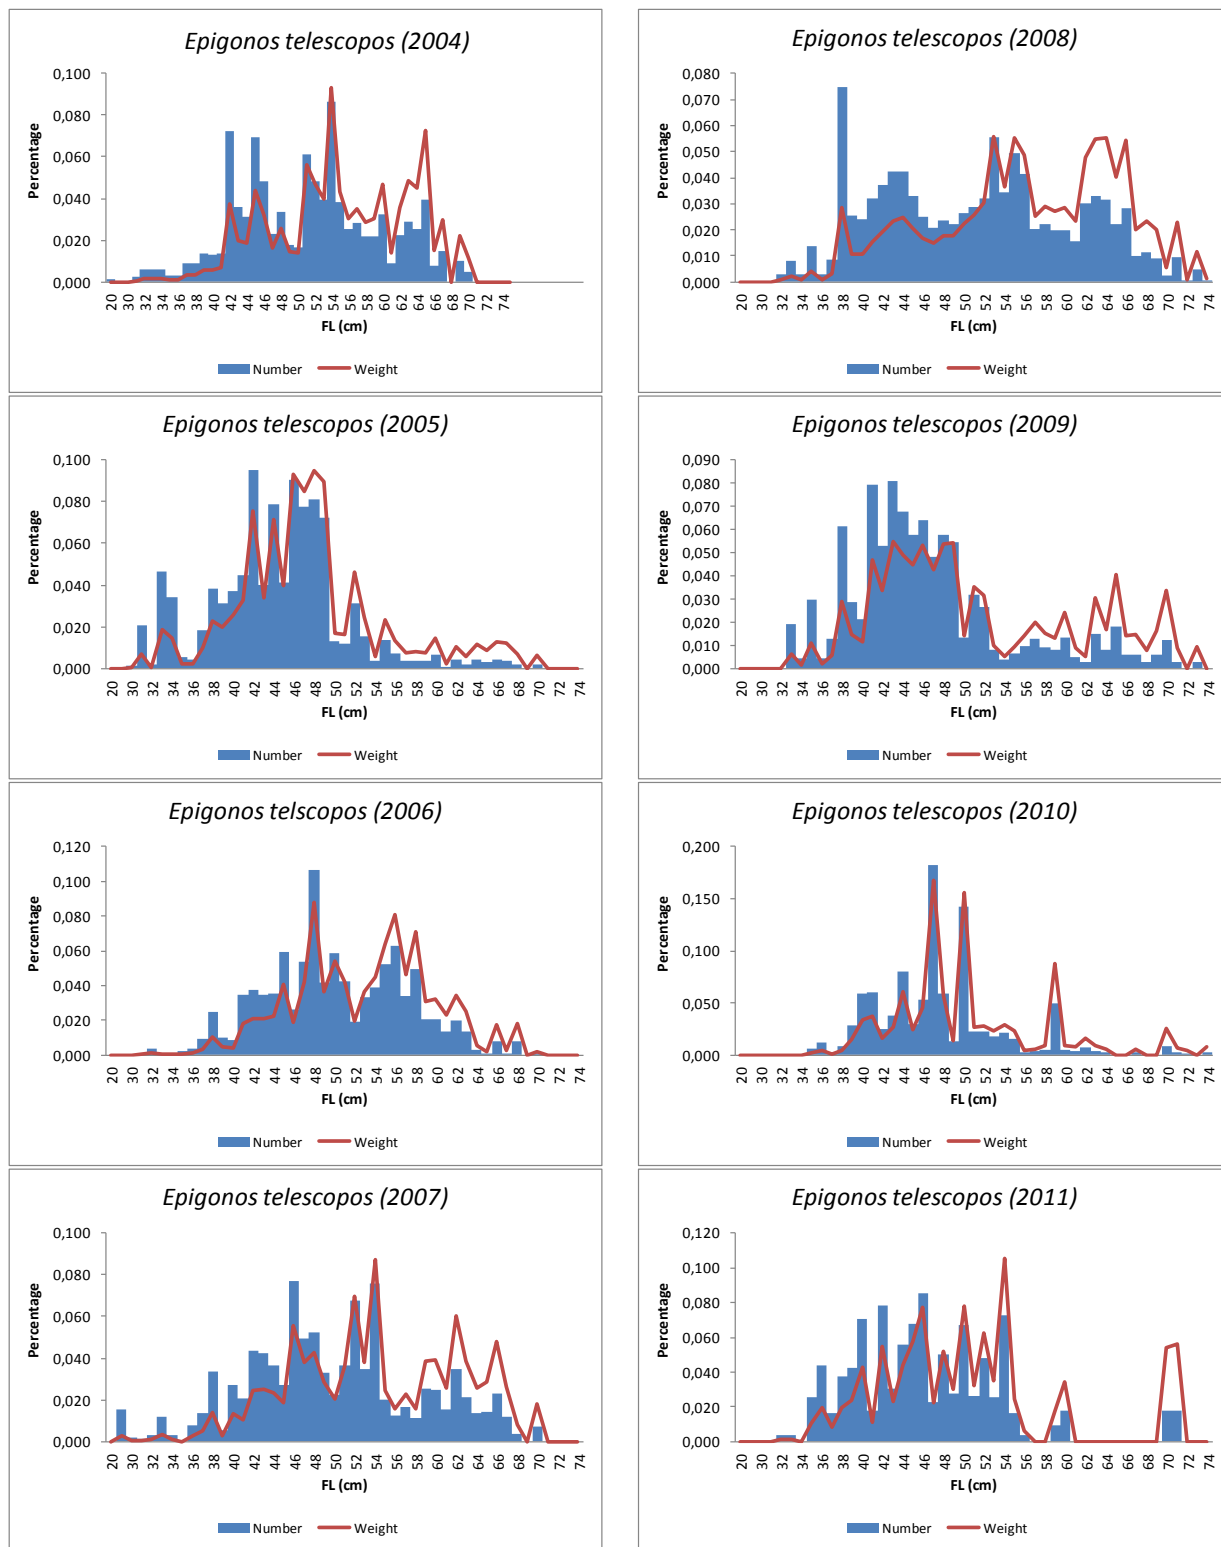 Epigonos telescopos (2004)
0,100
0,080
0,060
0,040
0,020
0,000
Percentage
20 30 32 34 36 38 40 42 44 46 48 50 52 54 56 58 60 62 64 66 68 70 72 74
FL (cm)
Number Weight
Epigonos telescopos (2008)
0,080
0,070
0,060
0,050
0,040
0,030
0,020
0,010
0,000
Percentage
20 30 32 34 36 38 40 42 44 46 48 50 52 54 56 58 60 62 64 66 68 70 72 74
FL (cm)
Number Weight
Epigonos telescopos (2005)
0,100
0,080
0,060
0,040
0,020
0,000
Percentage
20 30 32 34 36 38 40 42 44 46 48 50 52 54 56 58 60 62 64 66 68 70 72 74
FL (cm)
Number Weight
Epigonos telescopos (2009)
0,090
0,080
0,070
0,060
0,050
0,040
0,030
0,020
0,010
0,000
Percentage
20 30 32 34 36 38 40 42 44 46 48 50 52 54 56 58 60 62 64 66 68 70 72 74
FL (cm)
Number Weight
Epigonos telscopos (2006)
0,120
0,100
0,080
0,060
0,040
0,020
0,000
Percentage
20 30 32 34 36 38 40 42 44 46 48 50 52 54 56 58 60 62 64 66 68 70 72 74
FL (cm)
Number Weight
Epigonos telescopos (2010)
0,200
0,150
0,100
0,050
0,000
Percentage
20 30 32 34 36 38 40 42 44 46 48 50 52 54 56 58 60 62 64 66 68 70 72 74
FL (cm)
Number Weight
Epigonos telescopos (2007)
0,100
0,080
0,060
0,040
0,020
0,000
Percentage
20 30 32 34 36 38 40 42 44 46 48 50 52 54 56 58 60 62 64 66 68 70 72 74
FL (cm)
Number Weight
Epigonos telescopos (2011)
0,120
0,100
0,080
0,060
0,040
0,020
0,000
Percentage
20 30 32 34 36 38 40 42 44 46 48 50 52 54 56 58 60 62 64 66 68 70 72 74
FL (cm)
Number Weight